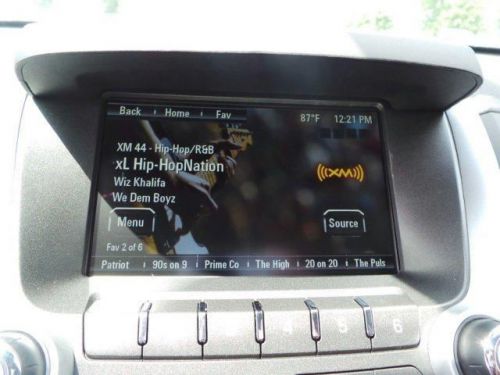 Back Home Fav 87°F 12:21 PM
XM 44 - Hip-Hop/R&B
xL Hip-HopNation
((XM))
Wiz Khalifa
We Dem Boyz
Menu Source
Fav 2 of 6
Patriot 90s on 9 Prime Co The High 20 on 20 The Puls
4 5 6